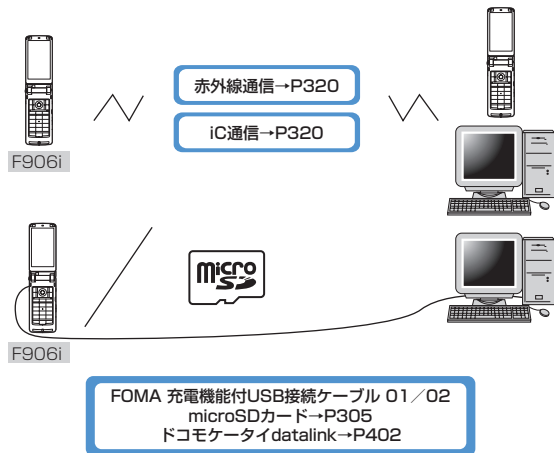 赤外線通信→P320
iC通信→P320
F906i
micro
SD
F906i
FOMA 充電機能付USB接続ケーブル 01／02
microSDカード→P305
ドコモケータイdatalink→P402